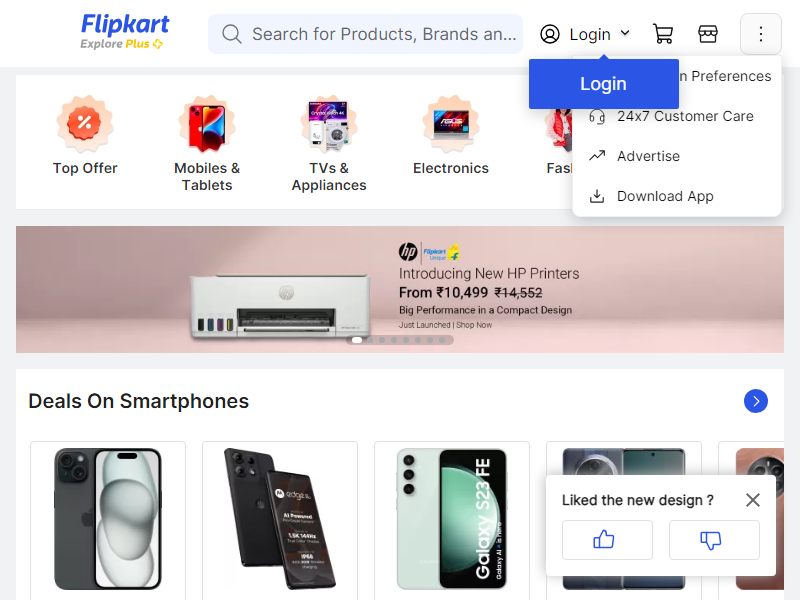 Flipkart
Explore Plus
Search for Products, Brands an...
Login
Login
n Preferences
24x7 Customer Care
Advertise
Download App
Top Offer
Mobiles &
Tablets
TVs &
Appliances
Electronics
Fas
hp
Flipkart
Unique
Introducing New HP Printers
From ₹10,499 ₹14,552
Big Performance in a Compact Design
Just Launched | Shop Now
Deals On Smartphones
edge
AI Powered
1.5K 144Hz
IP68
Galaxy S23 FE
Galaxy AI
Liked the new design ?